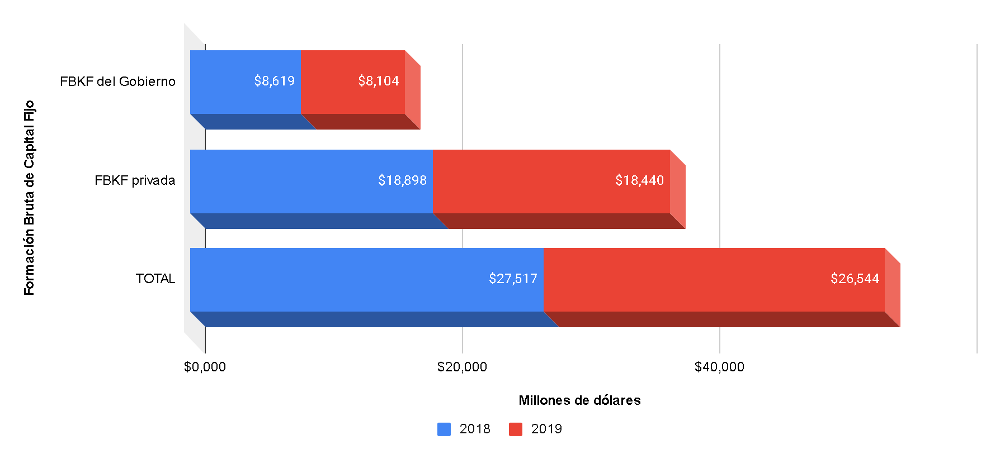 Formación Bruta de Capital Fijo
FBKF del Gobierno
$8,619
$8,104
FBKF privada
$18,898
$18,440
TOTAL
$27,517
$26,544
$0,000
$20,000
$40,000
Millones de dólares
2018
2019